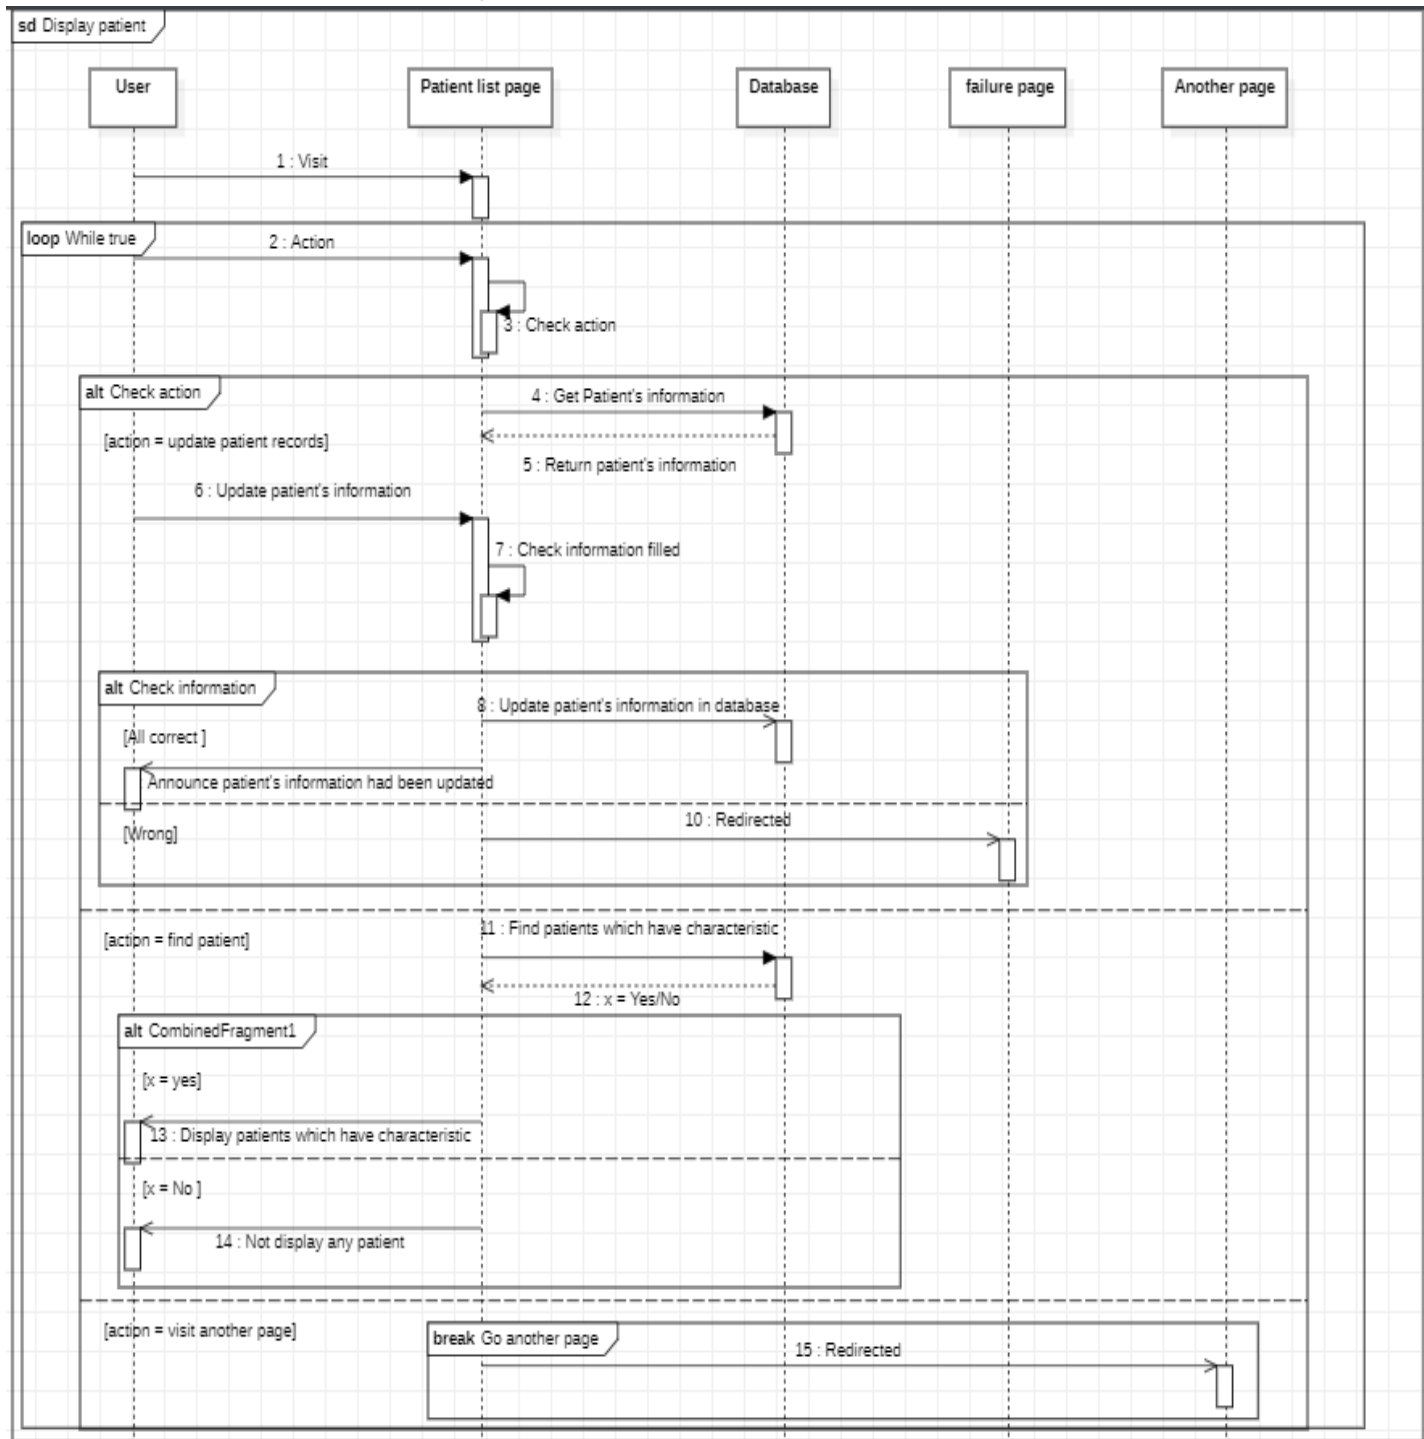 sd Display patient
User
Patient list page
Database
failure page
Another page
1 : Visit
loop While true
2 : Action
3 : Check action
alt Check action
4 : Get Patient's information
[action = update patient records]
5 : Return patient's information
6 : Update patient's information
7 : Check information filled
alt Check information
8 : Update patient's information in database
[All correct ]
Announce patient's information had been updated
10 : Redirected
[Wrong]
11 : Find patients which have characteristic
[action = find patient]
12 : x = Yes/No
alt CombinedFragment1
[x = yes]
13 : Display patients which have characteristic
[x = No ]
14 : Not display any patient
[action = visit another page]
break Go another page
15 : Redirected